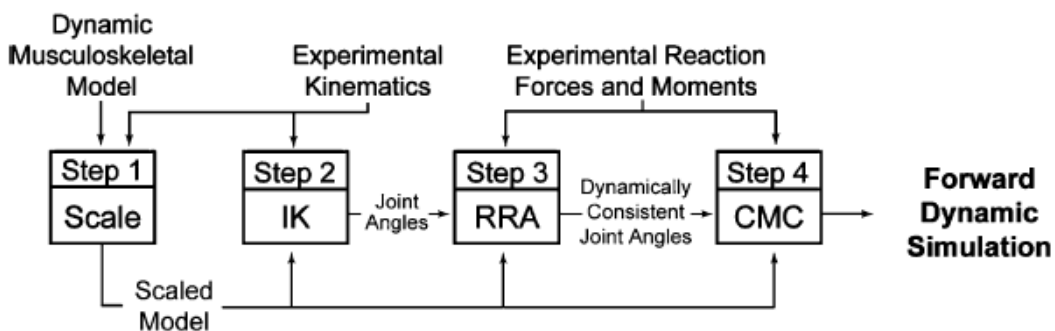 Dynamic
Musculoskeletal
Model
Experimental
Kinematics
Experimental Reaction
Forces and Moments
Step 1
Scale
Step 2
IK
Joint
Angles
Step 3
RRA
Dynamically
Consistent
Joint Angles
Step 4
CMC
Forward
Dynamic
Simulation
Scaled
Model